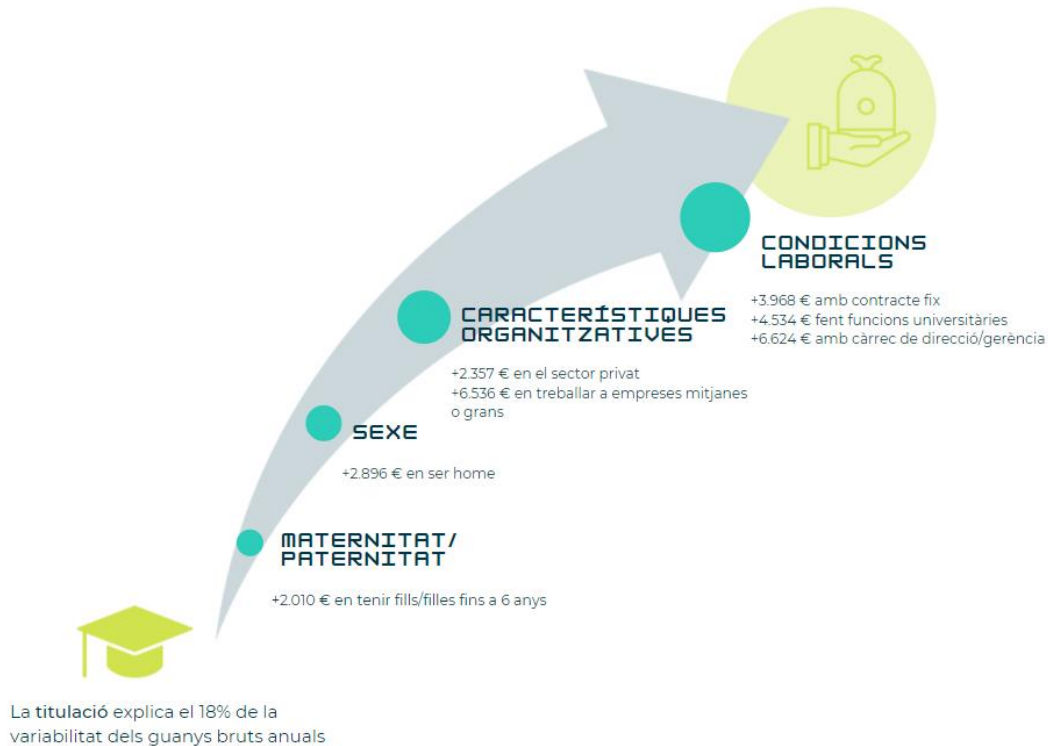 CONDICIONS
LABORALS
+3.968 € amb contracte fix
+4.534 € fent funcions universitàries
+6.624 € amb càrrec de direcció/gerència
CARACTERÍSTIQUES
ORGANITZATIVES
+2.357 € en el sector privat
+6.536 € en treballar a empreses mitjanes
o grans
SEXE
+2.896 € en ser home
MATERNITAT/
PATERNITAT
+2.010 € en tenir fills/filles fins a 6 anys
La titulació explica el 18% de la
variabilitat dels guanys bruts anuals